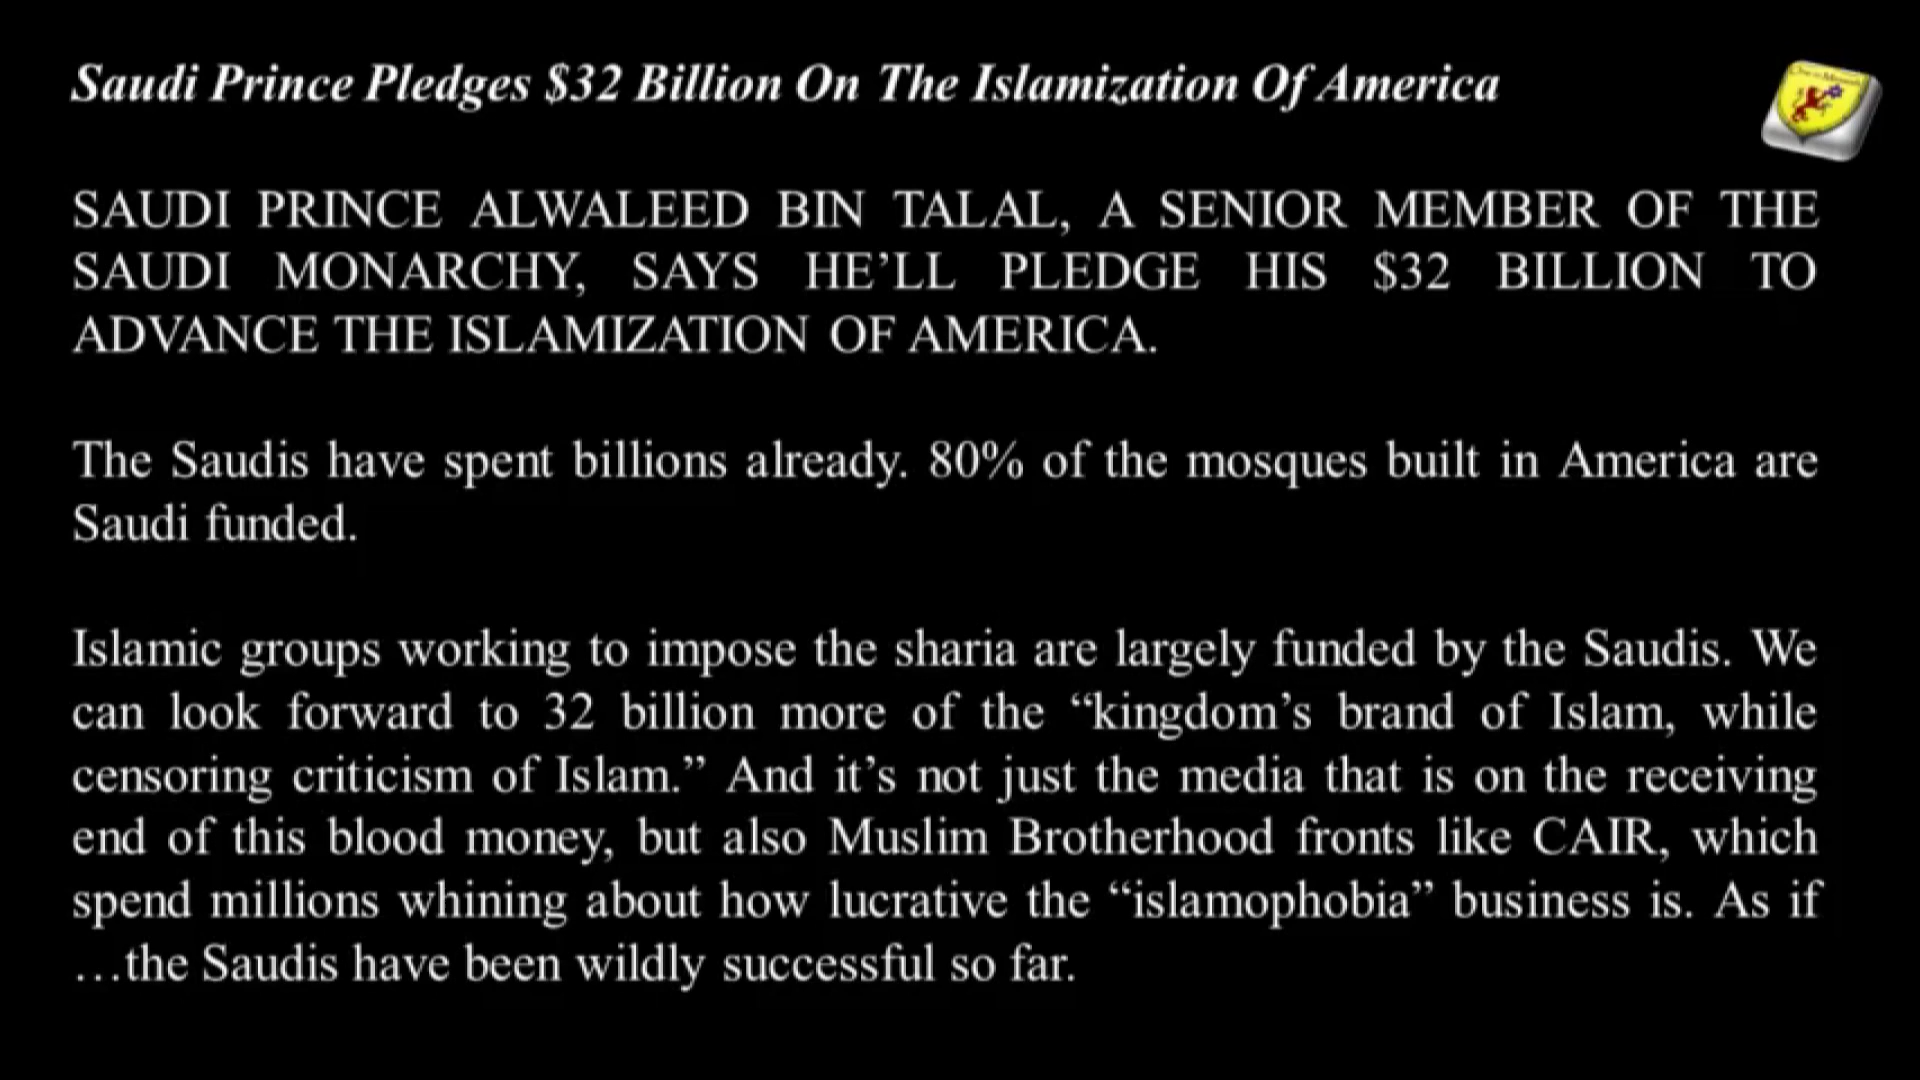 Saudi Prince Pledges $32 Billion On The Islamization Of America
SAUDI PRINCE ALWALEED BIN TALAL, A SENIOR MEMBER OF THE
SAUDI MONARCHY, SAYS HE’LL PLEDGE HIS $32 BILLION TO
ADVANCE THE ISLAMIZATION OF AMERICA.
The Saudis have spent billions already. 80% of the mosques built in America are
Saudi funded.
Islamic groups working to impose the sharia are largely funded by the Saudis. We
can look forward to 32 billion more of the “kingdom’s brand of Islam, while
censoring criticism of Islam.” And it’s not just the media that is on the receiving
end of this blood money, but also Muslim Brotherhood fronts like CAIR, which
spend millions whining about how lucrative the “islamophobia” business is. As if
…the Saudis have been wildly successful so far.